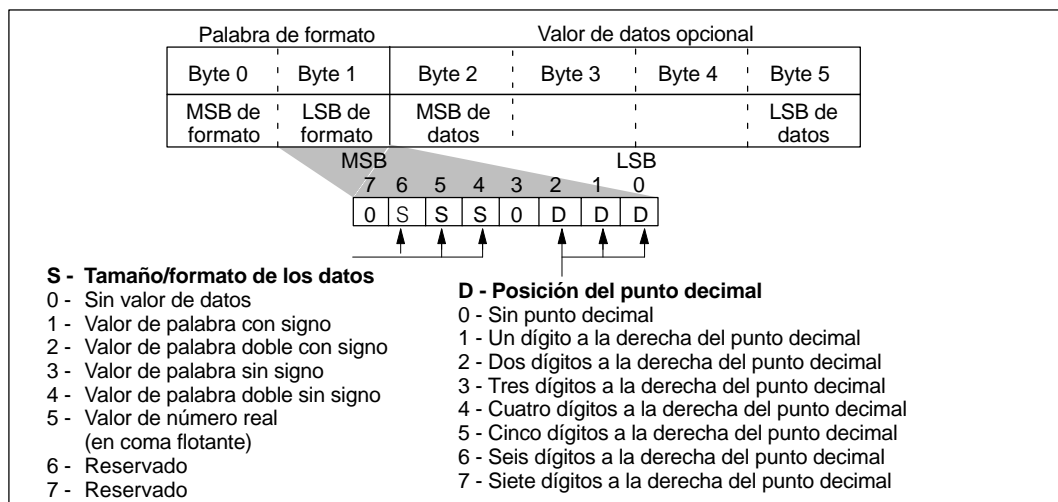 Palabra de formato Valor de datos opcional
Byte 0 Byte 1 Byte 2 Byte 3 Byte 4 Byte 5
MSB de formato LSB de formato MSB de datos LSB de datos
MSB LSB
7 6 5 4 3 2 1 0
0 S S S 0 D D D
S - Tamaño/formato de los datos
0 - Sin valor de datos
1 - Valor de palabra con signo
2 - Valor de palabra doble con signo
3 - Valor de palabra sin signo
4 - Valor de palabra doble sin signo
5 - Valor de número real
(en coma flotante)
6 - Reservado
7 - Reservado
D - Posición del punto decimal
0 - Sin punto decimal
1 - Un dígito a la derecha del punto decimal
2 - Dos dígitos a la derecha del punto decimal
3 - Tres dígitos a la derecha del punto decimal
4 - Cuatro dígitos a la derecha del punto decimal
5 - Cinco dígitos a la derecha del punto decimal
6 - Seis dígitos a la derecha del punto decimal
7 - Siete dígitos a la derecha del punto decimal